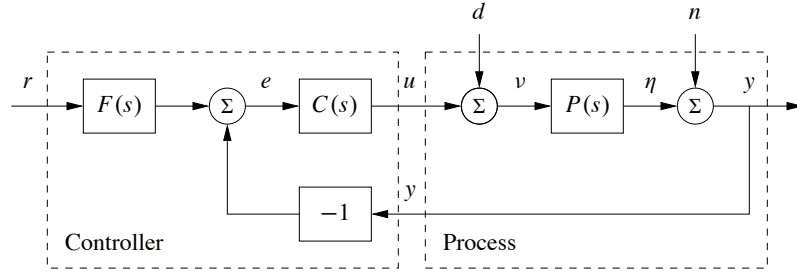 d
n
r
F(s)
Σ
e
C(s)
u
Σ
ν
P(s)
η
Σ
y
−1
y
Controller
Process